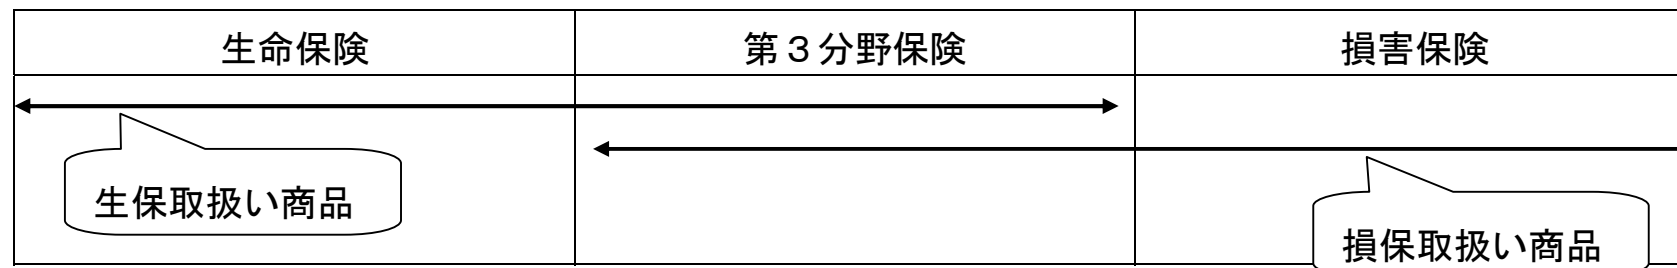 生命保険
第３分野保険
損害保険
生保取扱い商品
損保取扱い商品